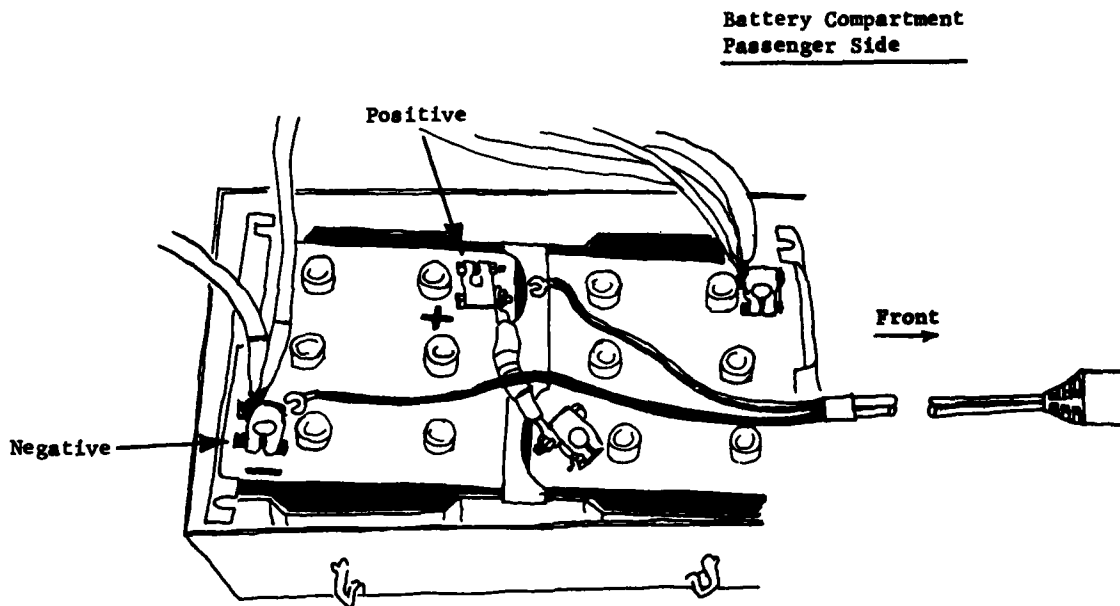 Battery Compartment
Passenger Side
Positive
+
Front
Negative
—